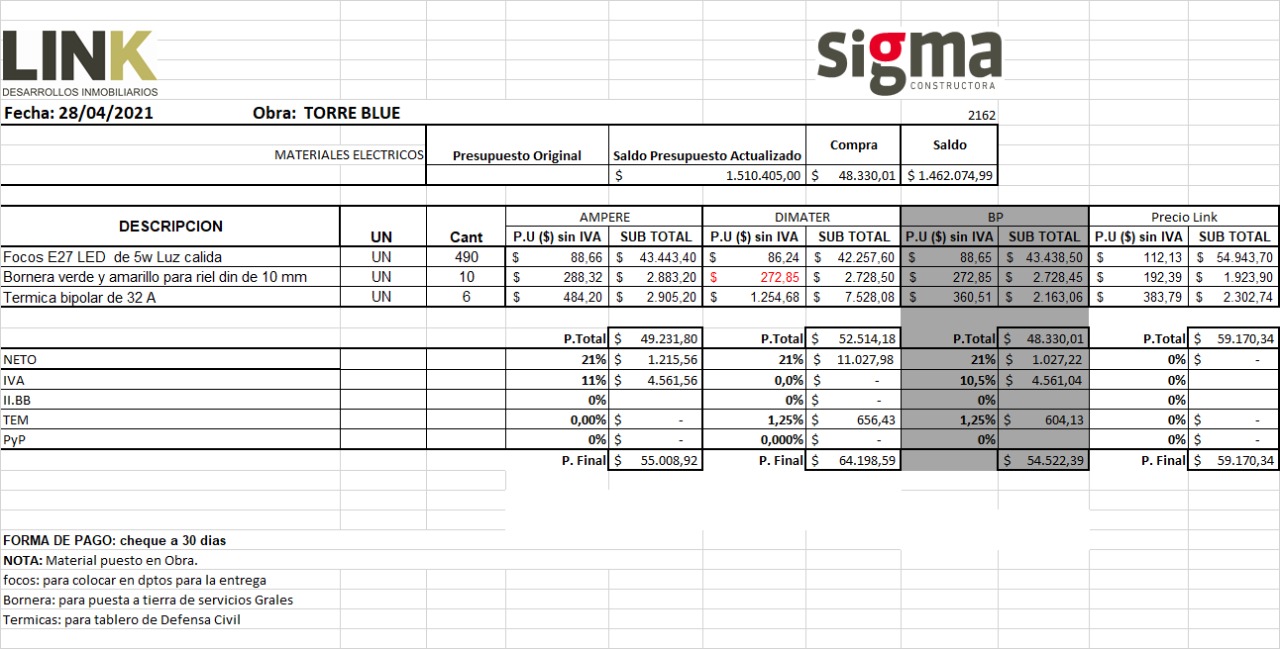 LINK
DESARROLLOS INMOBILIARIOS
sigma
CONSTRUCTORA
Fecha: 28/04/2021 Obra: TORRE BLUE 2162
MATERIALES ELECTRICOS Presupuesto Original Saldo Presupuesto Actualizado Compra Saldo
$ 1.510.405,00 $ 48.330,01 $ 1.462.074,99
DESCRIPCION UN Cant AMPERE DIMATER BP Precio Link
P.U ($) sin IVA SUB TOTAL P.U ($) sin IVA SUB TOTAL P.U ($) sin IVA SUB TOTAL P.U ($) sin IVA SUB TOTAL
Focos E27 LED de 5w Luz calida UN 490 $ 88,66 $ 43.443,40 $ 86,24 $ 42.257,60 $ 88,65 $ 43.438,50 $ 112,13 $ 54.943,70
Bornera verde y amarillo para riel din de 10 mm UN 10 $ 288,32 $ 2.883,20 $ 272,85 $ 2.728,50 $ 272,85 $ 2.728,45 $ 192,39 $ 1.923,90
Termica bipolar de 32 A UN 6 $ 484,20 $ 2.905,20 $ 1.254,68 $ 7.528,08 $ 360,51 $ 2.163,06 $ 383,79 $ 2.302,74
P.Total $ 49.231,80 P.Total $ 52.514,18 P.Total $ 48.330,01 P.Total $ 59.170,34
NETO 21% $ 1.215,56 21% $ 11.027,98 21% $ 1.027,22 0% $ -
IVA 11% $ 4.561,56 0,0% $ - 10,5% $ 4.561,04 0%
II.BB 0% 0% $ - 0% 0%
TEM 0,00% $ - 1,25% $ 656,43 1,25% $ 604,13 0% $ -
PyP 0% $ - 0,000% $ - 0% 0% $ -
P. Final $ 55.008,92 P. Final $ 64.198,59 $ 54.522,39 P. Final $ 59.170,34
FORMA DE PAGO: cheque a 30 dias
NOTA: Material puesto en Obra.
focos: para colocar en dptos para la entrega
Bornera: para puesta a tierra de servicios Grales
Termicas: para tablero de Defensa Civil